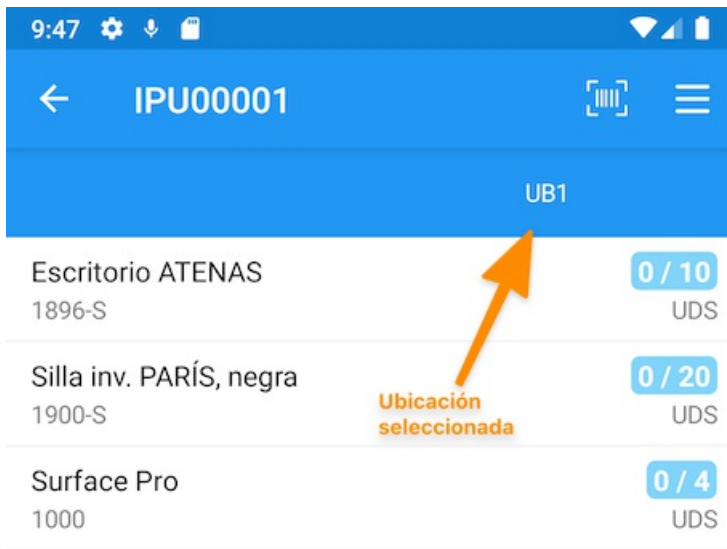 9:47
IPU00001
UB1
Escritorio ATENAS
0 / 10
1896-S
UDS
Silla inv. PARÍS, negra
0 / 20
1900-S
UDS
Ubicación
seleccionada
Surface Pro
0 / 4
1000
UDS